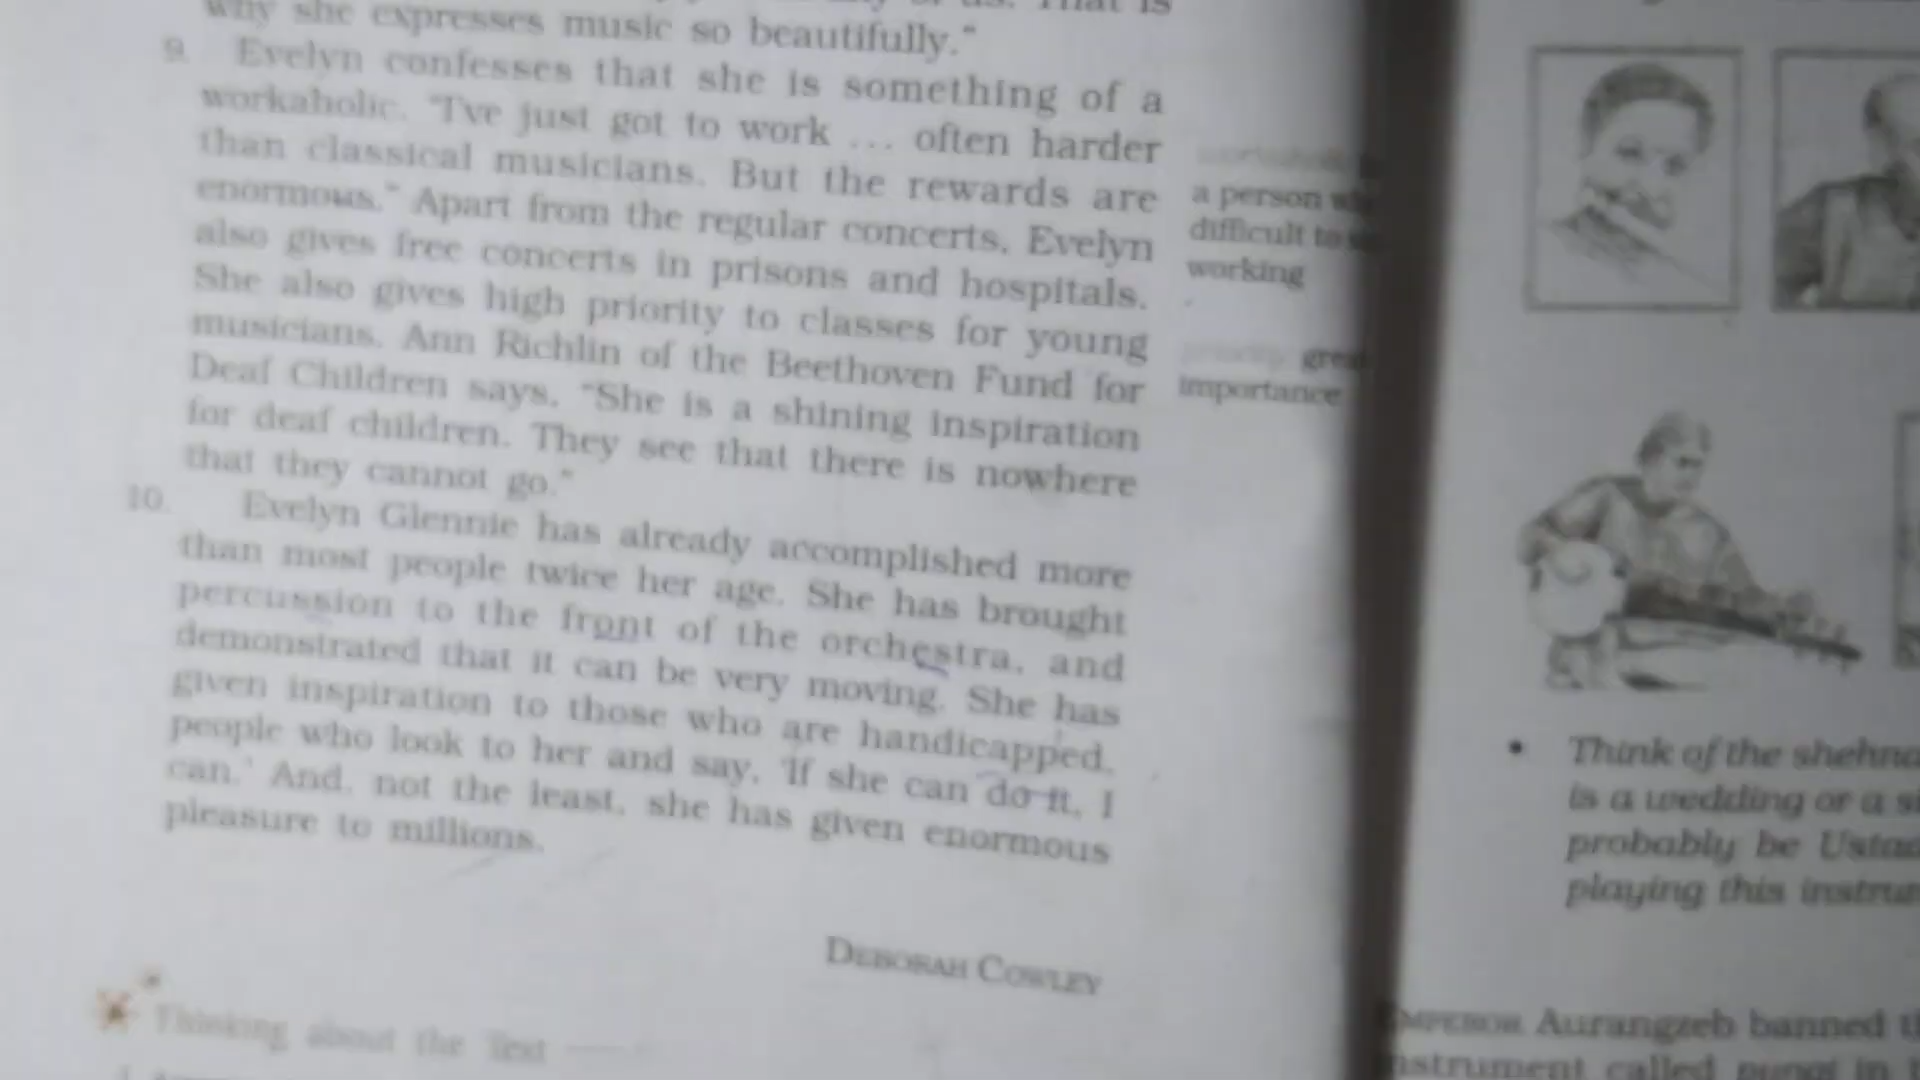 why she expresses music so beautifully."
9. Evelyn confesses that she is something of a
workaholic. "I've just got to work ... often harder
than classical musicians. But the rewards are
enormous." Apart from the regular concerts, Evelyn
also gives free concerts in prisons and hospitals.
She also gives high priority to classes for young
musicians. Ann Richlin of the Beethoven Fund for
Deaf Children says, "She is a shining inspiration
for deaf children. They see that there is nowhere
that they cannot go."
10. Evelyn Glennie has already accomplished more
than most people twice her age. She has brought
percussion to the front of the orchestra, and
demonstrated that it can be very moving. She has
given inspiration to those who are handicapped,
people who look to her and say, 'If she can do it, I
can.' And, not the least, she has given enormous
pleasure to millions.
DEBORAH COWLEY
Thinking about the Text
a person
difficult to
working
priority: great
importance
• Think of the shehna
is a wedding or a si
probably be Ustad
playing this instrum
EMPEROR Aurangzeb banned
instrument called pungi in